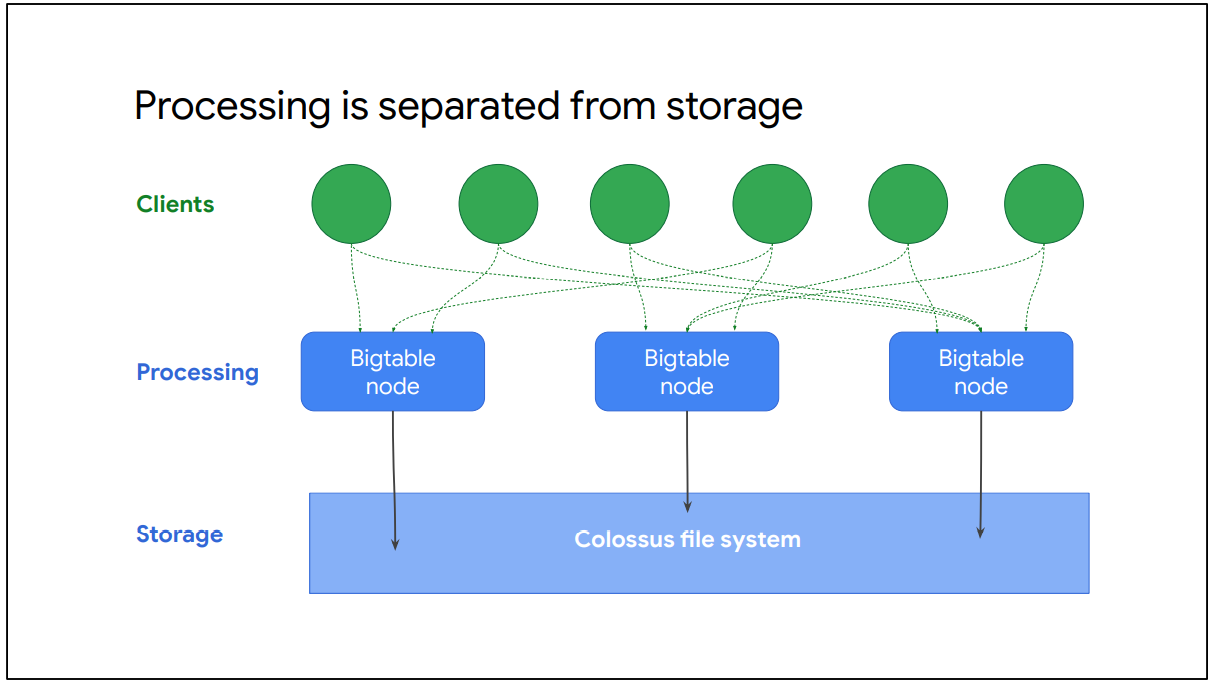 Processing is separated from storage
Clients
Processing
Bigtable
node
Bigtable
node
Bigtable
node
Storage
Colossus file system